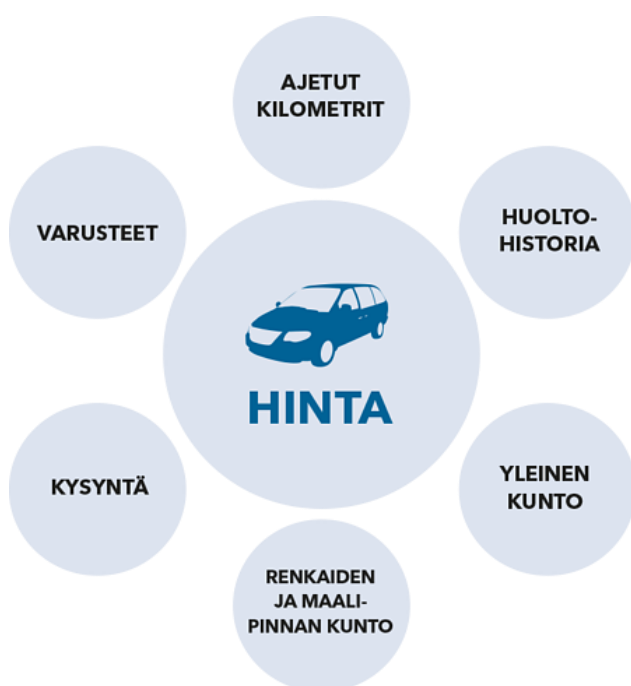 AJETUT
KILOMETRIT
HUOLTO-
HISTORIA
YLEINEN
KUNTO
RENKAIDEN
JA MAALI-
PINNAN KUNTO
KYSYNTÄ
VARUSTEET
HINTA